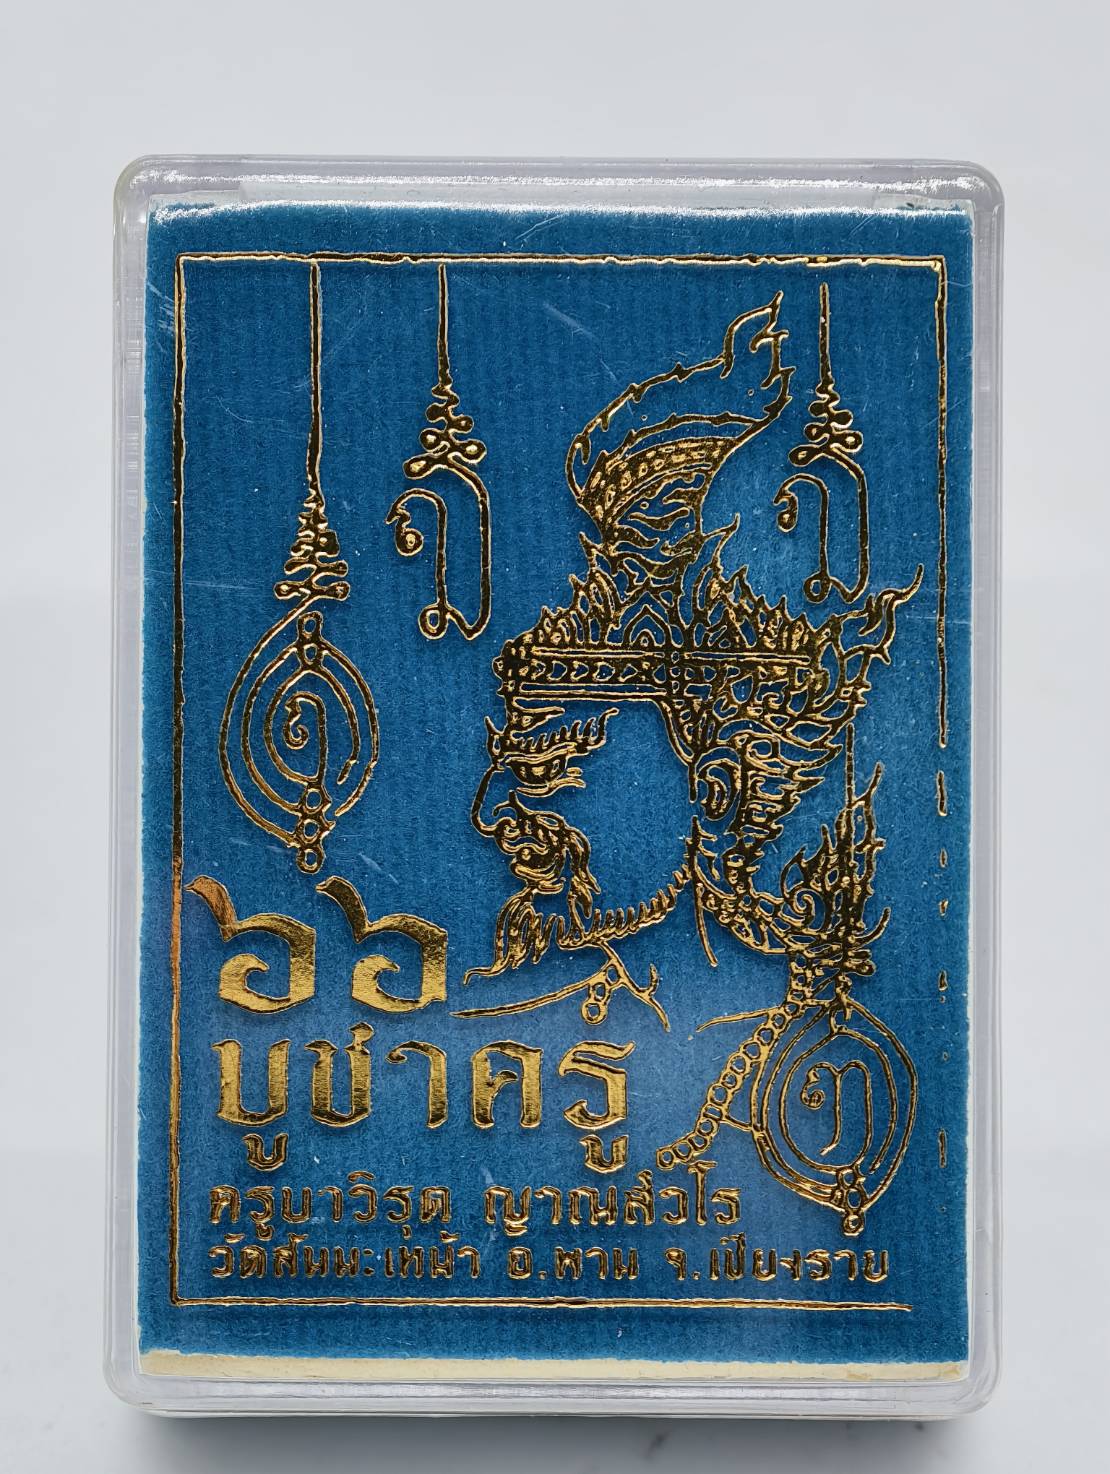 ๖๖
บูชาครู
ครูบาวิรุต ญาณสํวโร
วัดสันมะเหม้า อ.พาน จ.เชียงราย